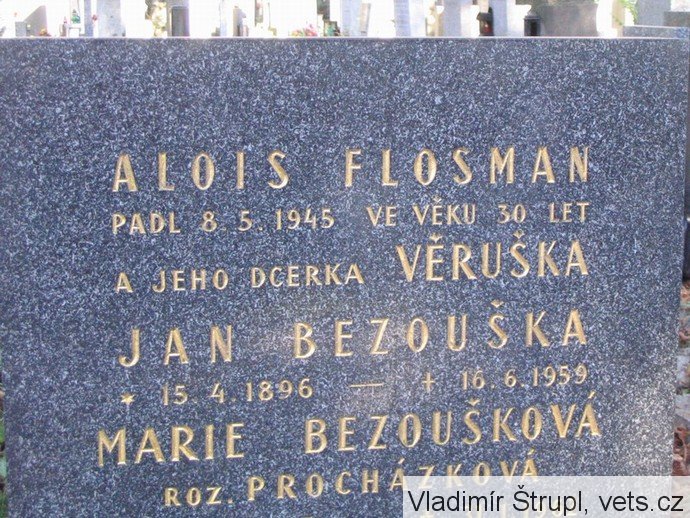 ALOIS FLOSMAN
PADL 8.5.1945 VE VĚKU 30 LET
A JEHO DCERKA VĚRUŠKA
JAN BEZOUŠKA
* 15.4.1896 — + 16.6.1959
MARIE BEZOUŠKOVÁ
ROZ. PROCHÁZKOVÁ
Vladimír Štrupl, vets.cz